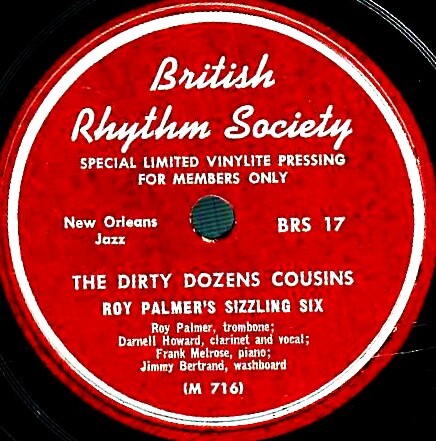 British
Rhythm Society
SPECIAL LIMITED VINYLITE PRESSING
FOR MEMBERS ONLY
New Orleans
Jazz
BRS 17
THE DIRTY DOZENS COUSINS
ROY PALMER'S SIZZLING SIX
Roy Palmer, trombone;
Darnell Howard, clarinet and vocal;
Frank Melrose, piano;
Jimmy Bertrand, washboard
(M 716)